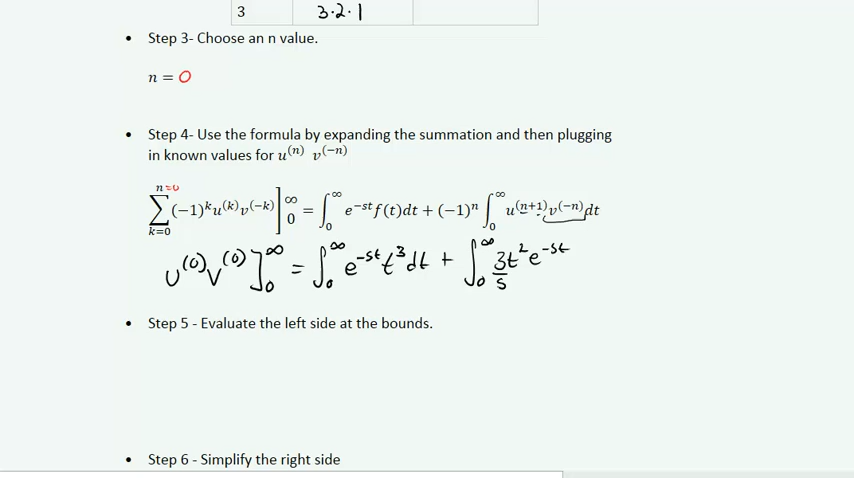 3 3·2·1
• Step 3- Choose an n value.
n = 0
• Step 4- Use the formula by expanding the summation and then plugging
in known values for u^(n) v^(−n)
n=0
∑ (−1)^k u^(k) v^(−k) ]_0^∞ = ∫_0^∞ e^(−st) f(t)dt + (−1)^n ∫_0^∞ u^(n+1) v^(−n) dt
k=0
u^(0) v^(0) ]_0^∞ = ∫_0^∞ e^(−st) t^3 dt + ∫_0^∞ 3/s t^2 e^(−st)
• Step 5 - Evaluate the left side at the bounds.
• Step 6 - Simplify the right side